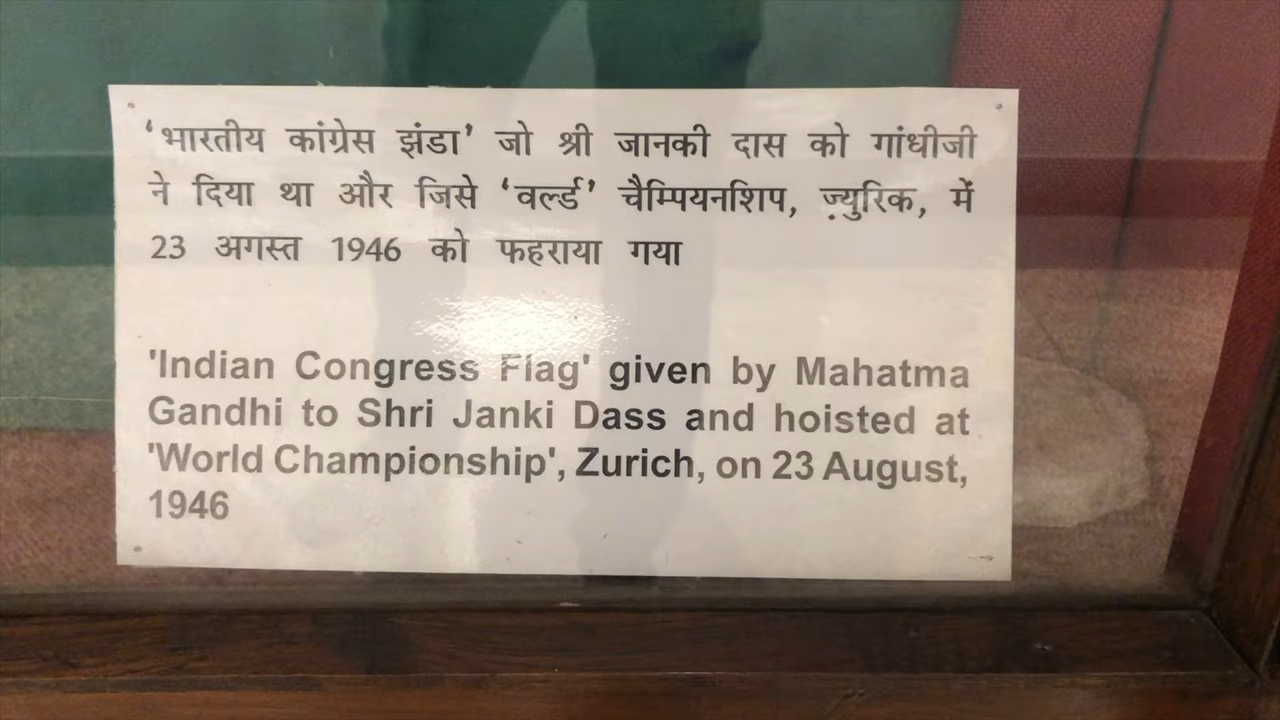 ‘भारतीय कांग्रेस झंडा’ जो श्री जानकी दास को गांधीजी
ने दिया था और जिसे ‘वर्ल्ड’ चैम्पियनशिप, ज़्युरिक, में
23 अगस्त 1946 को फहराया गया
'Indian Congress Flag' given by Mahatma
Gandhi to Shri Janki Dass and hoisted at
'World Championship', Zurich, on 23 August,
1946